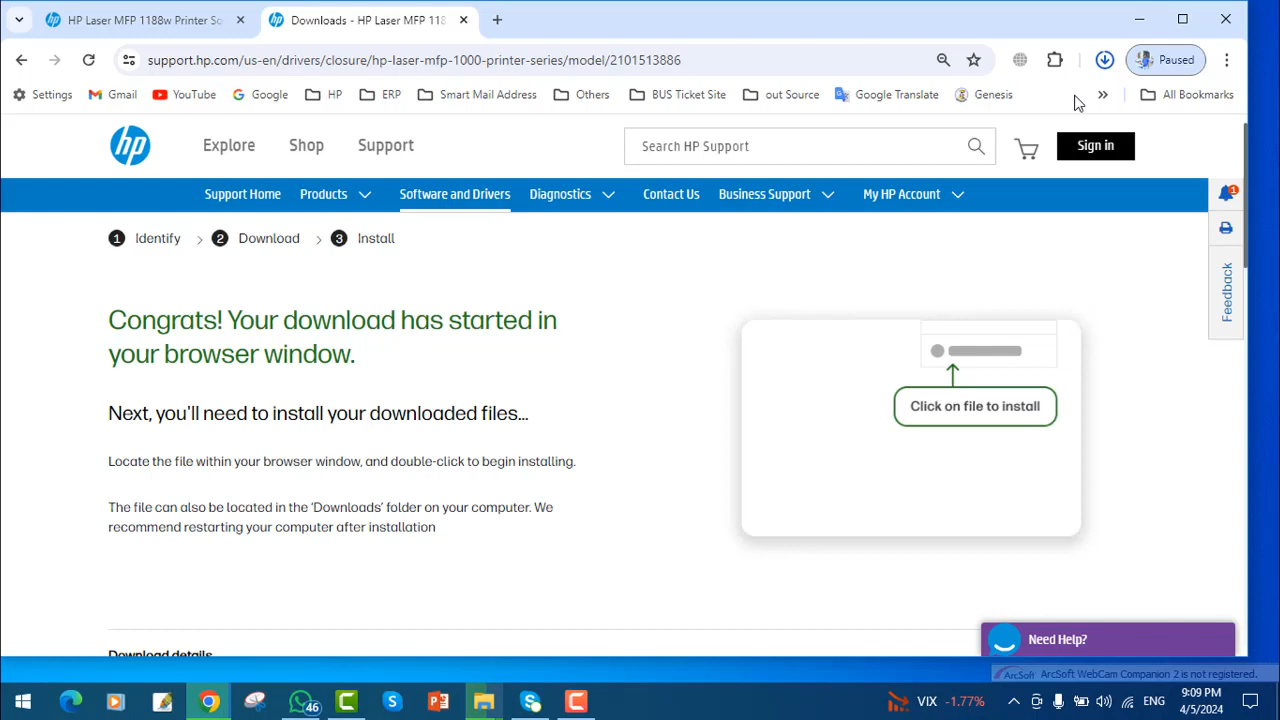 HP Laser MFP 1188w Printer So
Downloads - HP Laser MFP 118
support.hp.com/us-en/drivers/closure/hp-laser-mfp-1000-printer-series/model/2101513886
Paused
Settings
Gmail
YouTube
Google
HP
ERP
Smart Mail Address
Others
BUS Ticket Site
out Source
Google Translate
Genesis
»
All Bookmarks
hp
Explore
Shop
Support
Search HP Support
Sign in
Support Home
Products
Software and Drivers
Diagnostics
Contact Us
Business Support
My HP Account
1
1 Identify
2 Download
3 Install
Feedback
Congrats! Your download has started in
your browser window.
Next, you'll need to install your downloaded files...
Locate the file within your browser window, and double-click to begin installing.
The file can also be located in the 'Downloads' folder on your computer. We
recommend restarting your computer after installation
Click on file to install
Download details
Need Help?
ArcSoft ArcSoft WebCam Companion 2 is not registered.
46
VIX -1.77%
ENG
9:09 PM
4/5/2024